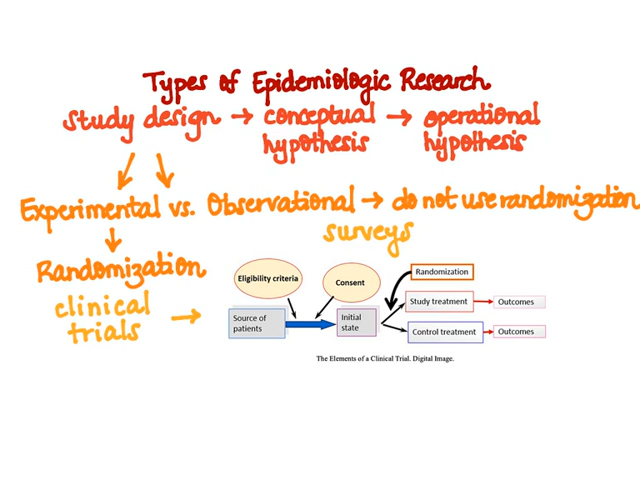 Types of Epidemiologic Research
study design → conceptual hypothesis → operational hypothesis
Experimental vs. Observational → do not use randomization
surveys
Randomization
clinical trials →
Eligibility criteria
Consent
Randomization
Source of patients
Initial state
Study treatment
Outcomes
Control treatment
Outcomes
The Elements of a Clinical Trial. Digital Image.